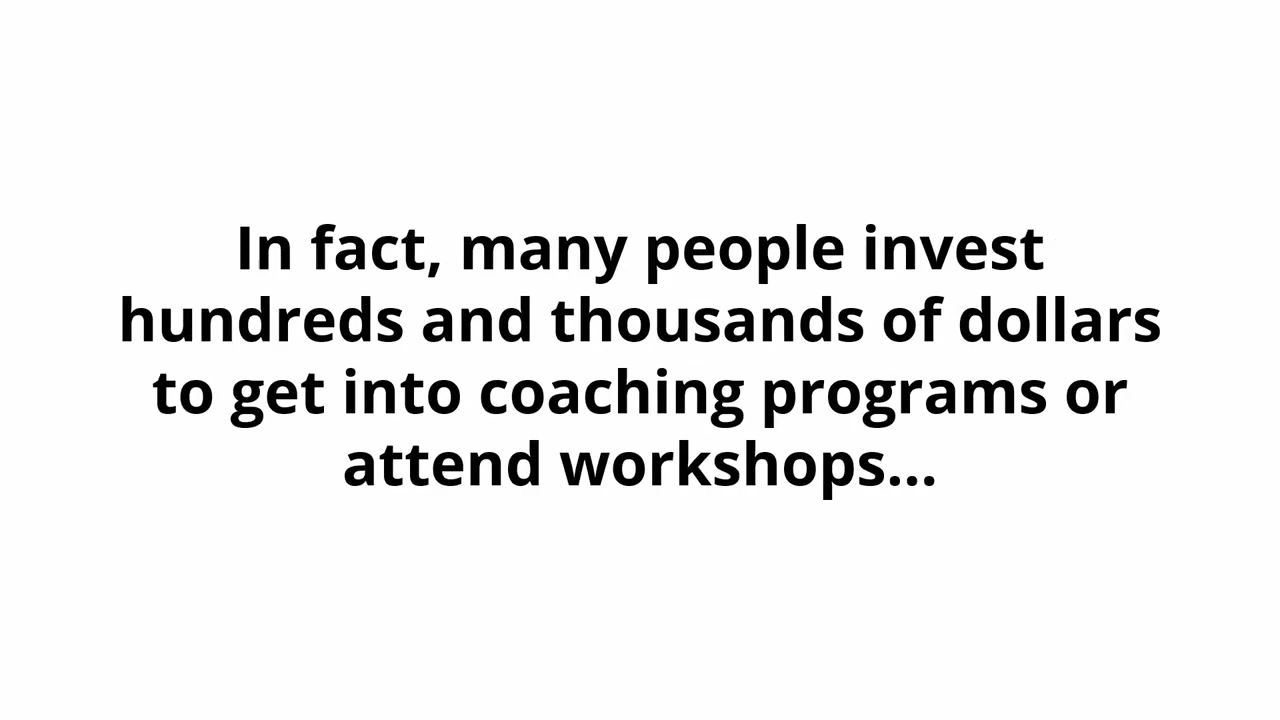 In fact, many people invest
hundreds and thousands of dollars
to get into coaching programs or
attend workshops...